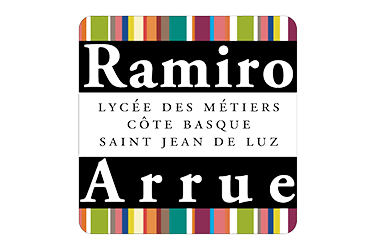 Ramiro
LYCÉE DES MÉTIERS
CÔTE BASQUE
SAINT JEAN DE LUZ
Arrue